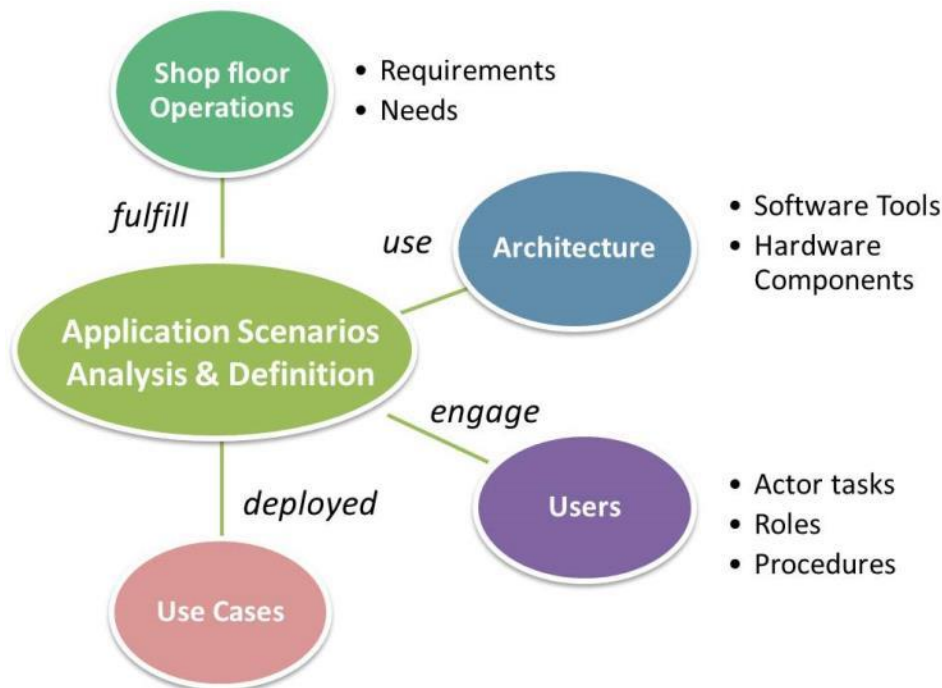 Shop floor
Operations
• Requirements
• Needs
fulfill
use
Architecture
• Software Tools
• Hardware
Components
Application Scenarios
Analysis & Definition
engage
Users
• Actor tasks
• Roles
• Procedures
deployed
Use Cases